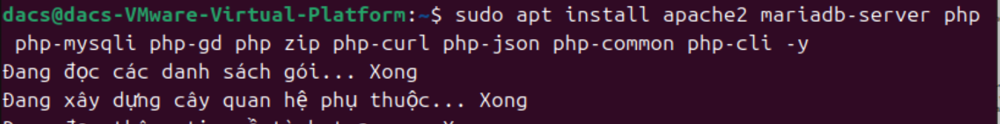 dacs@dacs-VMware-Virtual-Platform:~$ sudo apt install apache2 mariadb-server php
php-mysqli php-gd php zip php-curl php-json php-common php-cli -y
Đang đọc các danh sách gói... Xong
Đang xây dựng cây quan hệ phụ thuộc... Xong